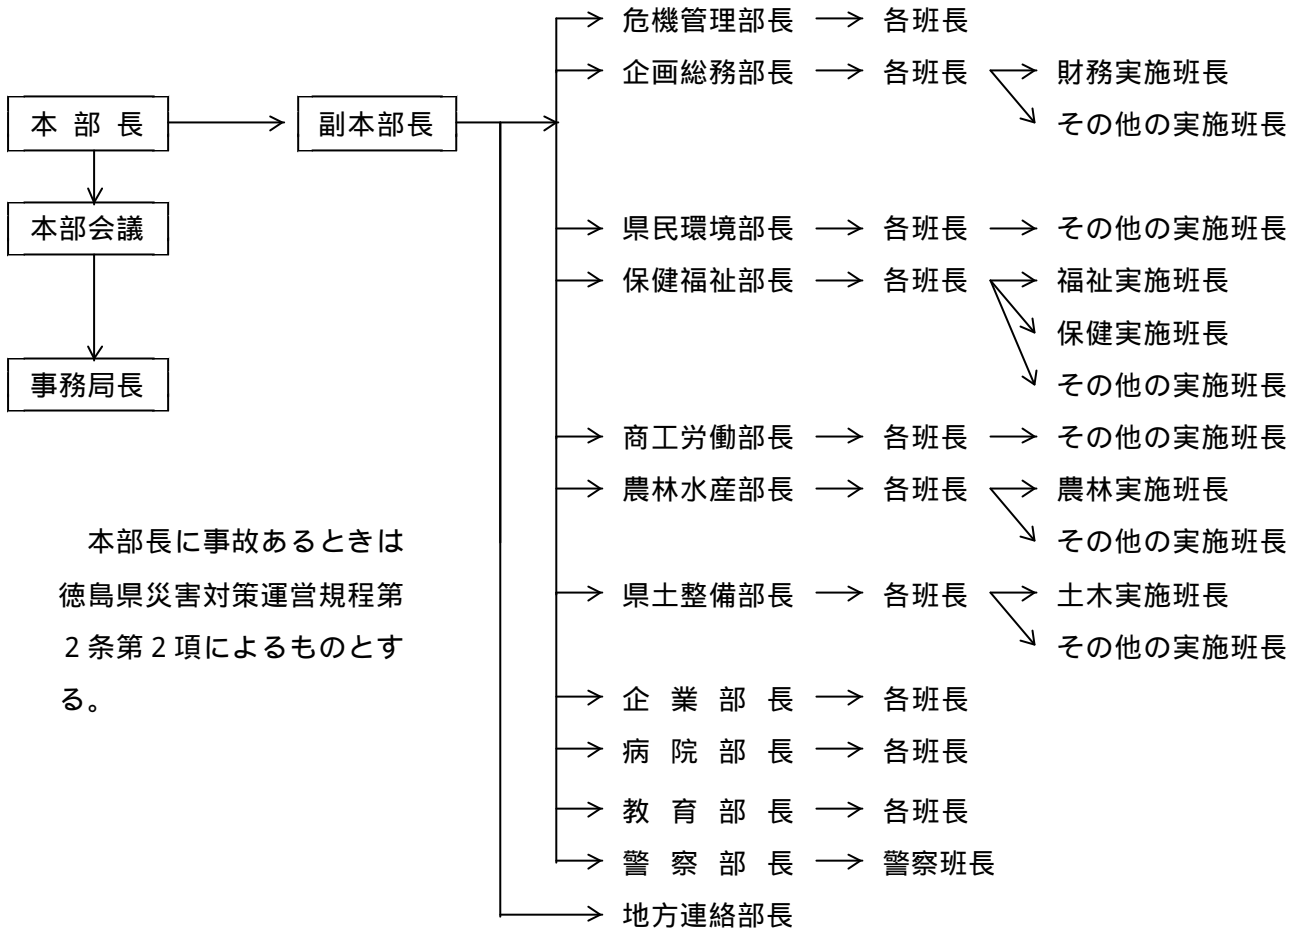 危機管理部長 各班長
企画総務部長 各班長 財務実施班長
本 部 長 副本部長 その他の実施班長
本部会議 県民環境部長 各班長 その他の実施班長
保健福祉部長 各班長 福祉実施班長
保健実施班長
事務局長 その他の実施班長
商工労働部長 各班長 その他の実施班長
農林水産部長 各班長 農林実施班長
その他の実施班長
本部長に事故あるときは
徳島県災害対策運営規程第
２条第２項によるものとす
る。
県土整備部長 各班長 土木実施班長
その他の実施班長
企 業 部 長 各班長
病 院 部 長 各班長
教 育 部 長 各班長
警 察 部 長 警察班長
地方連絡部長